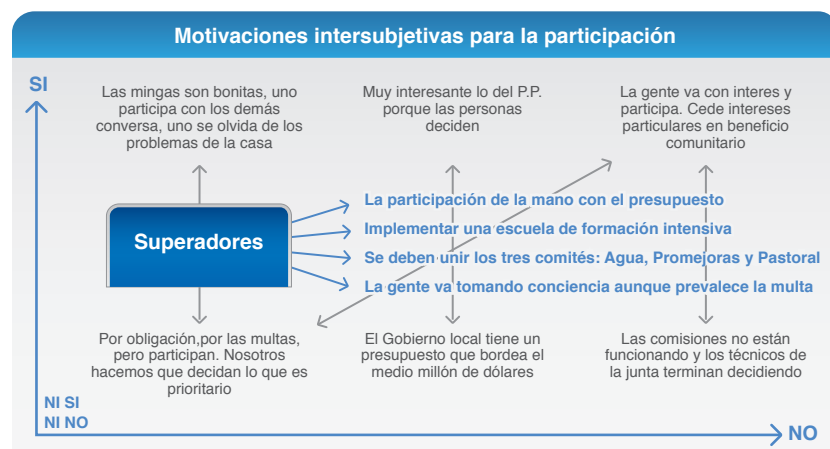 Motivaciones intersubjetivas para la participación
SI
Las mingas son bonitas, uno
participa con los demás
conversa, uno se olvida de los
problemas de la casa
Muy interesante lo del P.P.
porque las personas
deciden
La gente va con interes y
participa. Cede intereses
particulares en beneficio
comunitario
Superadores
La participación de la mano con el presupuesto
Implementar una escuela de formación intensiva
Se deben unir los tres comités: Agua, Promejoras y Pastoral
La gente va tomando conciencia aunque prevalece la multa
Por obligación,por las multas,
pero participan. Nosotros
hacemos que decidan lo que es
prioritario
El Gobierno local tiene un
presupuesto que bordea el
medio millón de dólares
Las comisiones no están
funcionando y los técnicos de
la junta terminan decidiendo
NI SI
NI NO
NO